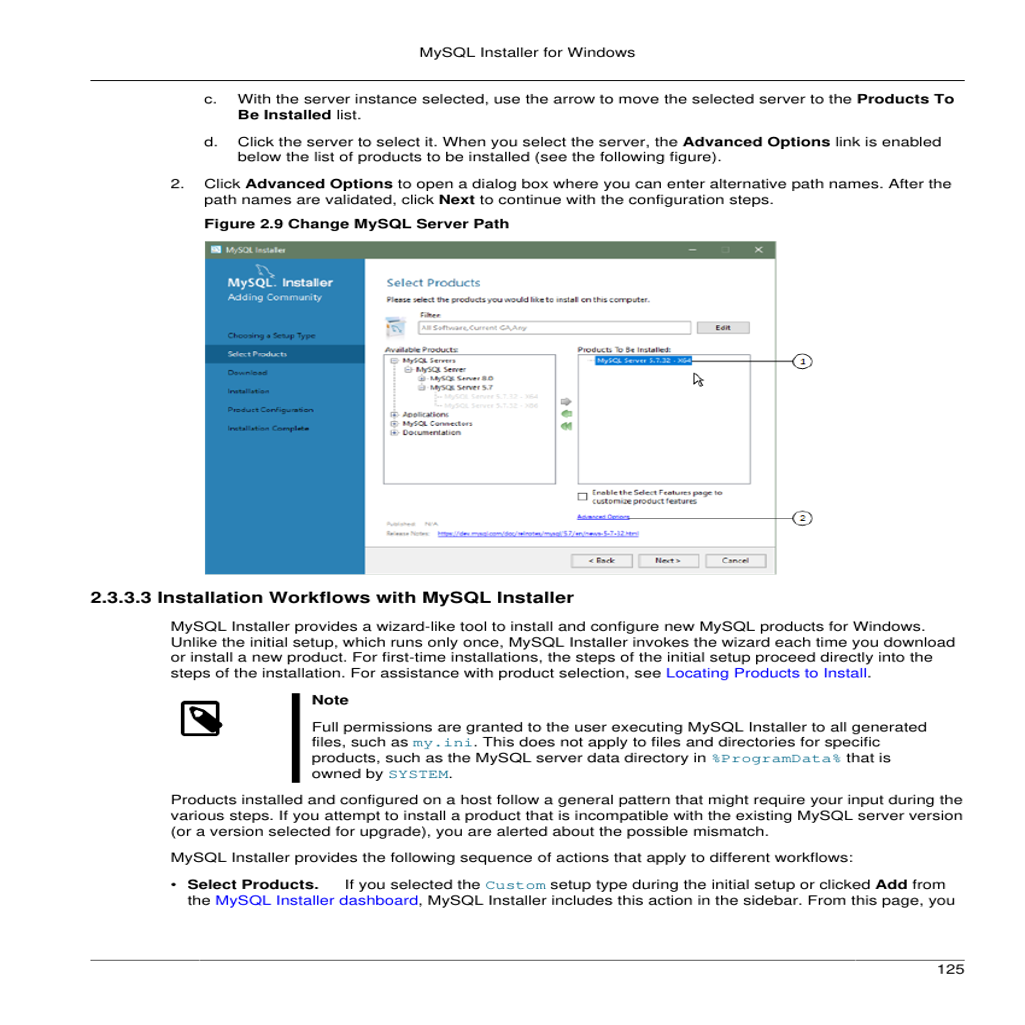 MySQL Installer for Windows
c. With the server instance selected, use the arrow to move the selected server to the Products To
Be Installed list.
d. Click the server to select it. When you select the server, the Advanced Options link is enabled
below the list of products to be installed (see the following figure).
2. Click Advanced Options to open a dialog box where you can enter alternative path names. After the
path names are validated, click Next to continue with the configuration steps.
Figure 2.9 Change MySQL Server Path
MySQL Installer
MySQL. Installer
Adding Community
Choosing a Setup Type
Select Products
Download
Installation
Product Configuration
Installation Complete
Select Products
Please select the products you would like to install on this computer.
Filter:
All Software,Current GA,Any
Edit
Available Products:
MySQL Servers
MySQL Server
MySQL Server 8.0
MySQL Server 5.7
MySQL Server 5.7.32 - X64
MySQL Server 5.7.32 - X86
Applications
MySQL Connectors
Documentation
Products To Be Installed:
MySQL Server 5.7.32 - X64
1
Enable the Select Features page to
customize product features
Advanced Options
2
Published: N/A
Release Notes: https://dev.mysql.com/doc/relnotes/mysql/5.7/en/news-5-7-32.html
< Back
Next >
Cancel
2.3.3.3 Installation Workflows with MySQL Installer
MySQL Installer provides a wizard-like tool to install and configure new MySQL products for Windows.
Unlike the initial setup, which runs only once, MySQL Installer invokes the wizard each time you download
or install a new product. For first-time installations, the steps of the initial setup proceed directly into the
steps of the installation. For assistance with product selection, see Locating Products to Install.
Note
Full permissions are granted to the user executing MySQL Installer to all generated
files, such as my.ini. This does not apply to files and directories for specific
products, such as the MySQL server data directory in %ProgramData% that is
owned by SYSTEM.
Products installed and configured on a host follow a general pattern that might require your input during the
various steps. If you attempt to install a product that is incompatible with the existing MySQL server version
(or a version selected for upgrade), you are alerted about the possible mismatch.
MySQL Installer provides the following sequence of actions that apply to different workflows:
• Select Products. If you selected the Custom setup type during the initial setup or clicked Add from
the MySQL Installer dashboard, MySQL Installer includes this action in the sidebar. From this page, you
125